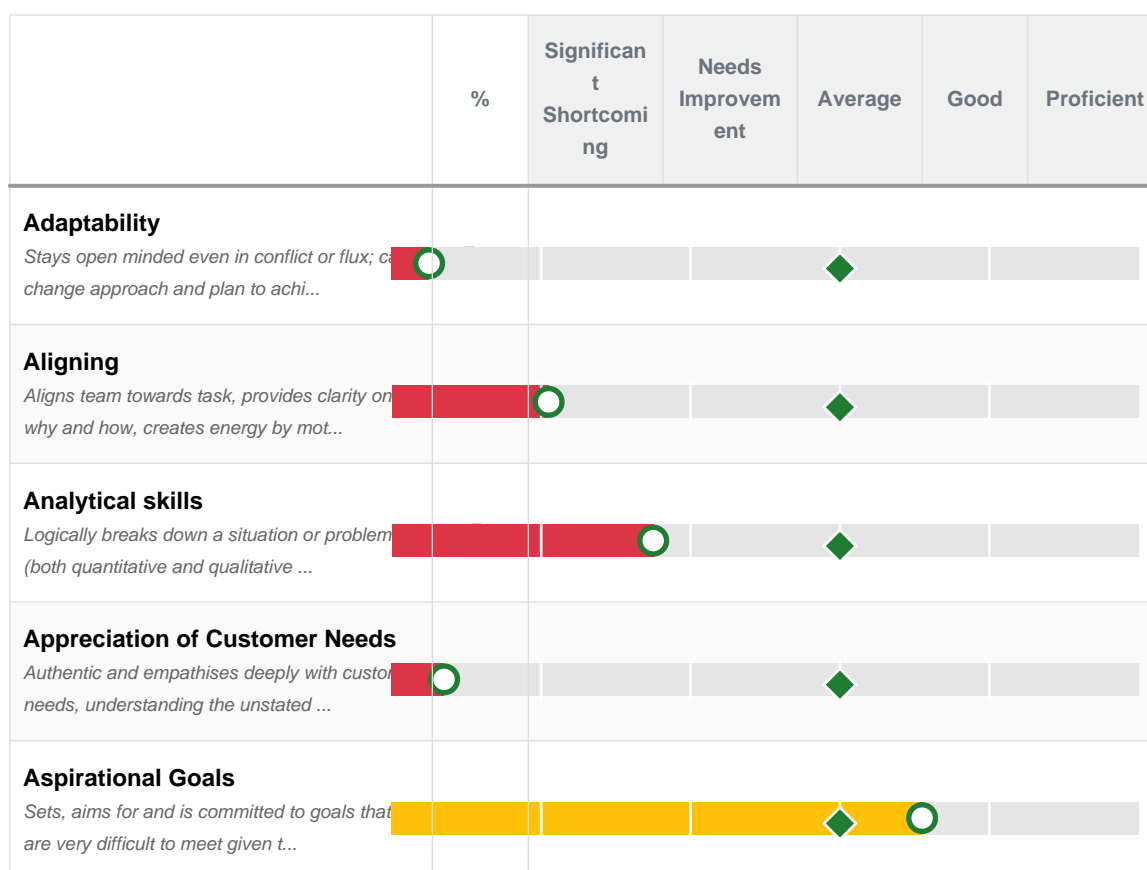 %
Significan
t
Shortcomi
ng
Needs
Improvem
ent
Average
Good
Proficient
Adaptability
Stays open minded even in conflict or flux;
change approach and plan to achi...
Aligning
Aligns team towards task, provides clarity on
why and how, creates energy by mot...
Analytical skills
Logically breaks down a situation or problem
(both quantitative and qualitative ...
Appreciation of Customer Needs
Authentic and empathises deeply with
needs, understanding the unstated ...
Aspirational Goals
Sets, aims for and is committed to goals that
are very difficult to meet given t...